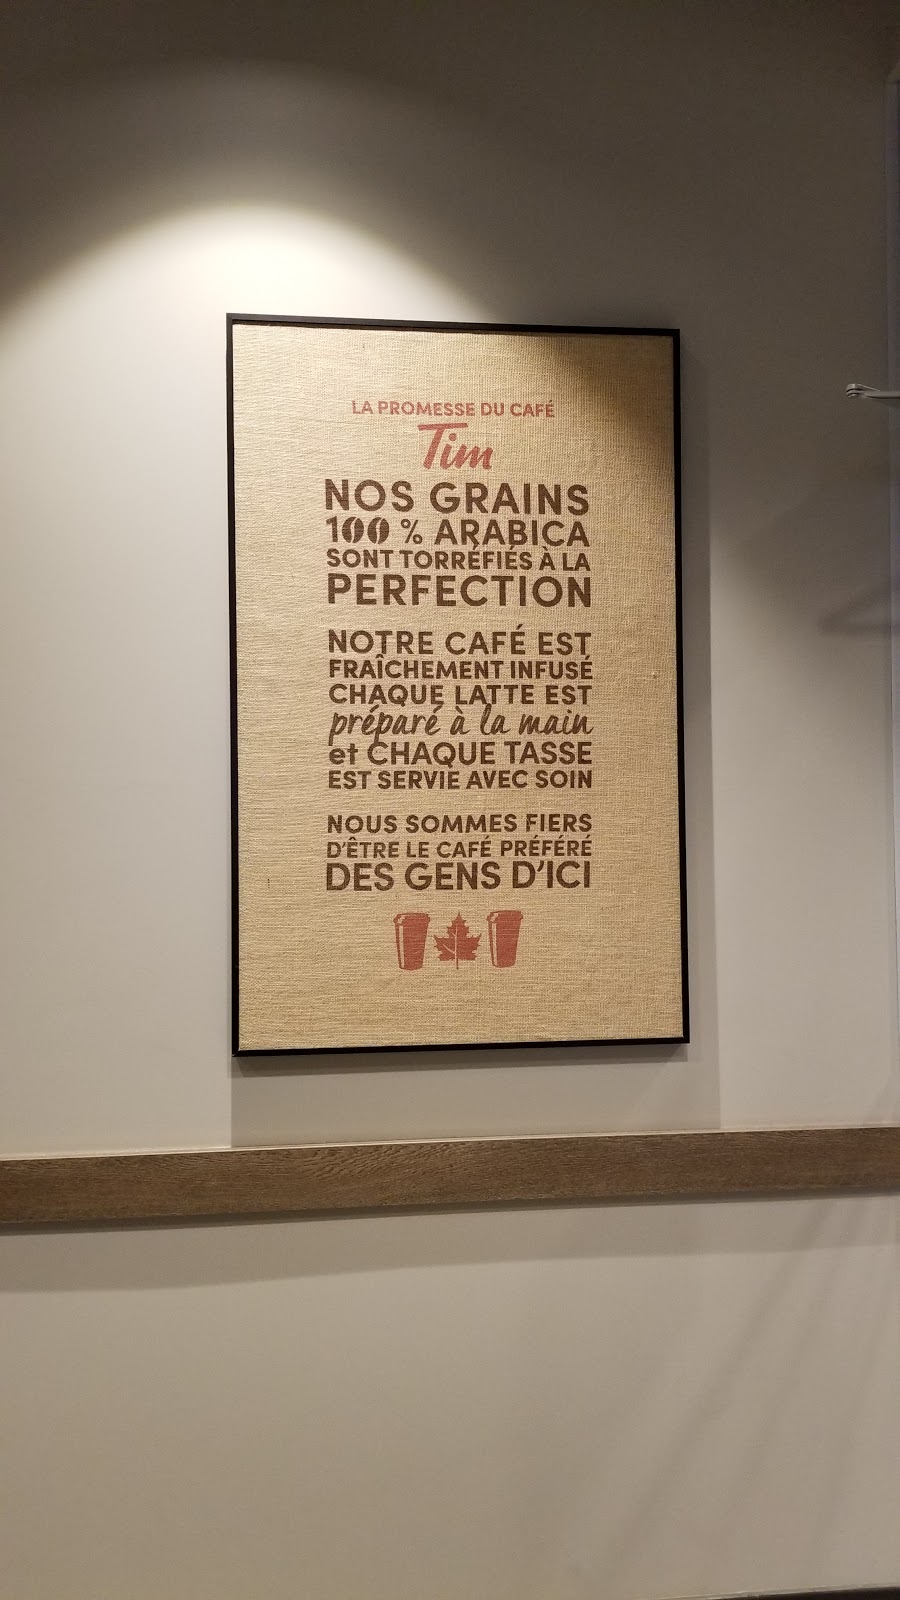 LA PROMESSE DU CAFÉ
Tim
NOS GRAINS
100 % ARABICA
SONT TORRÉFIÉS À LA
PERFECTION
NOTRE CAFÉ EST
FRAÎCHEMENT INFUSÉ
CHAQUE LATTE EST
préparé à la main
et CHAQUE TASSE
EST SERVIE AVEC SOIN
NOUS SOMMES FIERS
D'ÊTRE LE CAFÉ PRÉFÉRÉ
DES GENS D'ICI